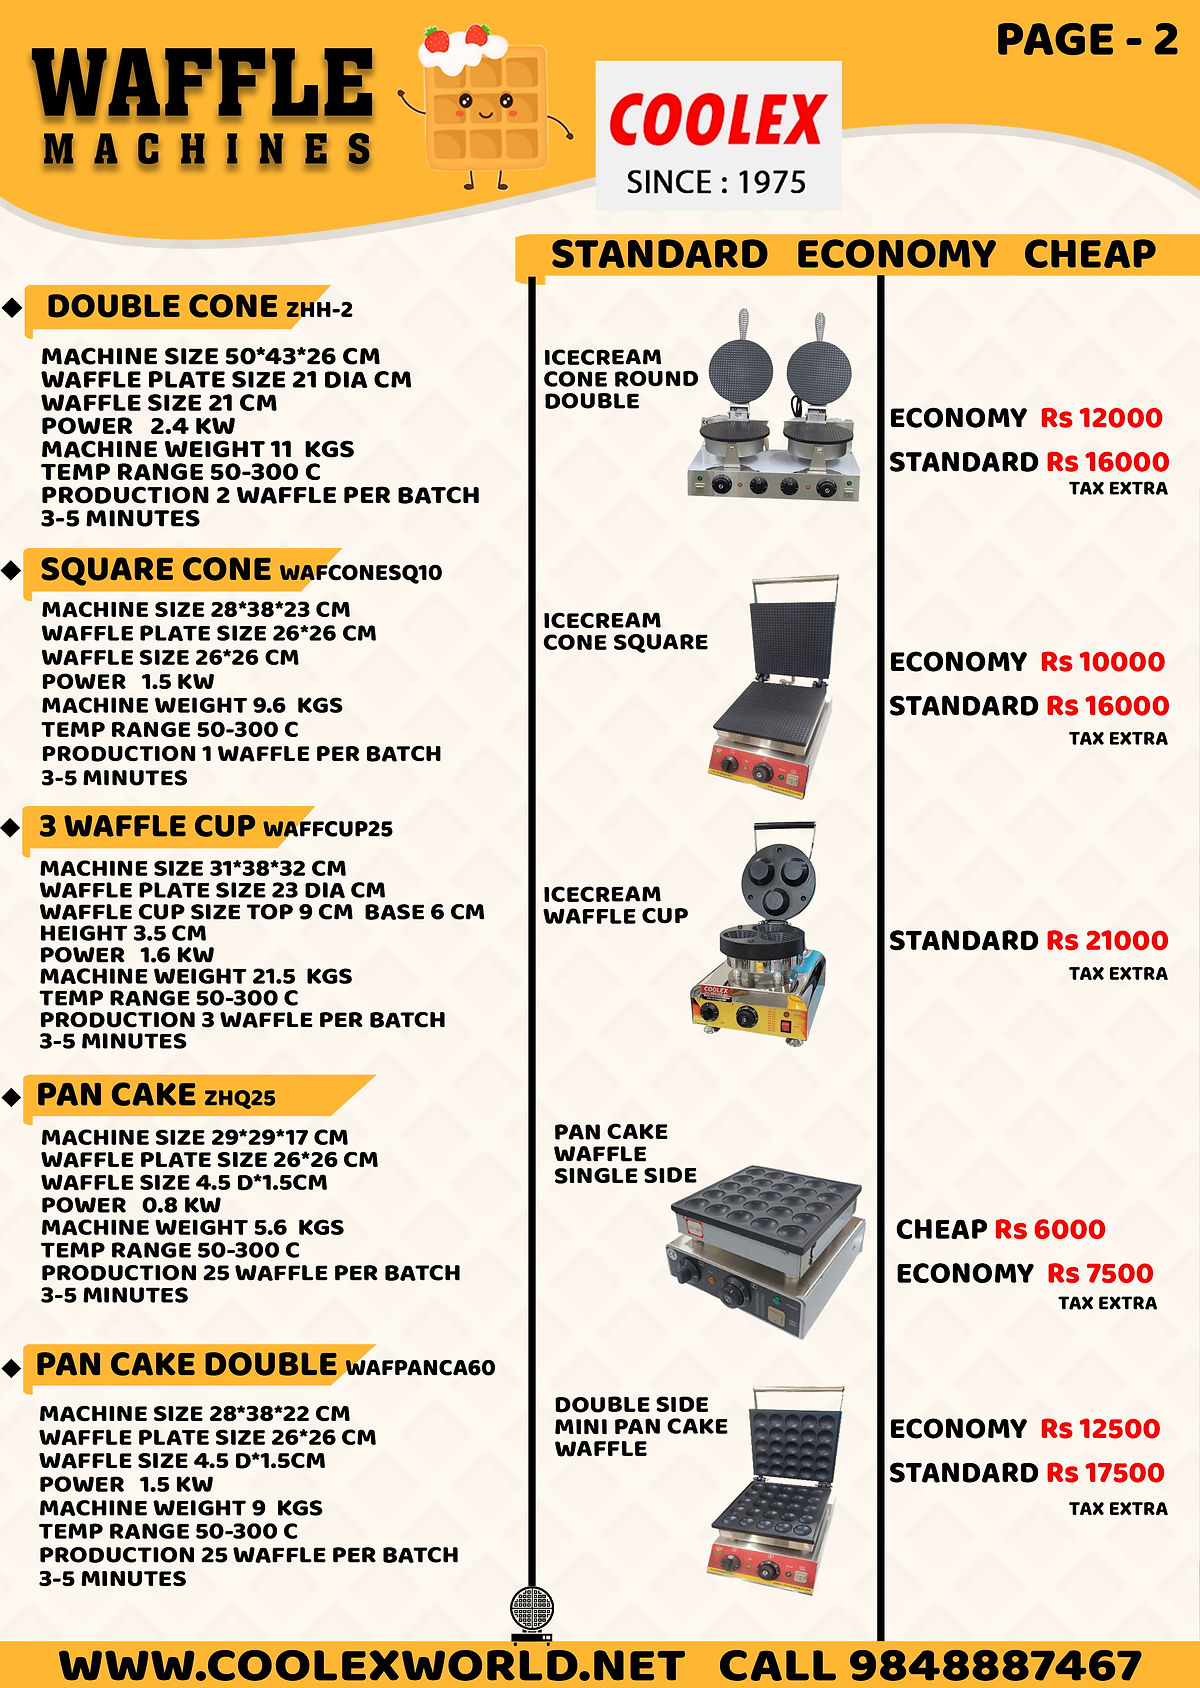 WAFFLE
MACHINES
PAGE - 2
COOLEX
SINCE : 1975
STANDARD ECONOMY CHEAP
DOUBLE CONE ZHH-2
MACHINE SIZE 50*43*26 CM
WAFFLE PLATE SIZE 21 DIA CM
WAFFLE SIZE 21 CM
POWER 2.4 KW
MACHINE WEIGHT 11 KGS
TEMP RANGE 50-300 C
PRODUCTION 2 WAFFLE PER BATCH
3-5 MINUTES
ICECREAM
CONE ROUND
DOUBLE
ECONOMY Rs 12000
STANDARD Rs 16000
TAX EXTRA
SQUARE CONE WAFCONESQ10
MACHINE SIZE 28*38*23 CM
WAFFLE PLATE SIZE 26*26 CM
WAFFLE SIZE 26*26 CM
POWER 1.5 KW
MACHINE WEIGHT 9.6 KGS
TEMP RANGE 50-300 C
PRODUCTION 1 WAFFLE PER BATCH
3-5 MINUTES
ICECREAM
CONE SQUARE
ECONOMY Rs 10000
STANDARD Rs 16000
TAX EXTRA
3 WAFFLE CUP WAFFCUP25
MACHINE SIZE 31*38*32 CM
WAFFLE PLATE SIZE 23 DIA CM
WAFFLE CUP SIZE TOP 9 CM BASE 6 CM
HEIGHT 3.5 CM
POWER 1.6 KW
MACHINE WEIGHT 21.5 KGS
TEMP RANGE 50-300 C
PRODUCTION 3 WAFFLE PER BATCH
3-5 MINUTES
ICECREAM
WAFFLE CUP
COOLEX
STANDARD Rs 21000
TAX EXTRA
PAN CAKE ZHQ25
MACHINE SIZE 29*29*17 CM
WAFFLE PLATE SIZE 26*26 CM
WAFFLE SIZE 4.5 D*1.5CM
POWER 0.8 KW
MACHINE WEIGHT 5.6 KGS
TEMP RANGE 50-300 C
PRODUCTION 25 WAFFLE PER BATCH
3-5 MINUTES
PAN CAKE
WAFFLE
SINGLE SIDE
CHEAP Rs 6000
ECONOMY Rs 7500
TAX EXTRA
PAN CAKE DOUBLE WAFPANCA60
MACHINE SIZE 28*38*22 CM
WAFFLE PLATE SIZE 26*26 CM
WAFFLE SIZE 4.5 D*1.5CM
POWER 1.5 KW
MACHINE WEIGHT 9 KGS
TEMP RANGE 50-300 C
PRODUCTION 25 WAFFLE PER BATCH
3-5 MINUTES
DOUBLE SIDE
MINI PAN CAKE
WAFFLE
ECONOMY Rs 12500
STANDARD Rs 17500
TAX EXTRA
WWW.COOLEXWORLD.NET CALL 9848887467